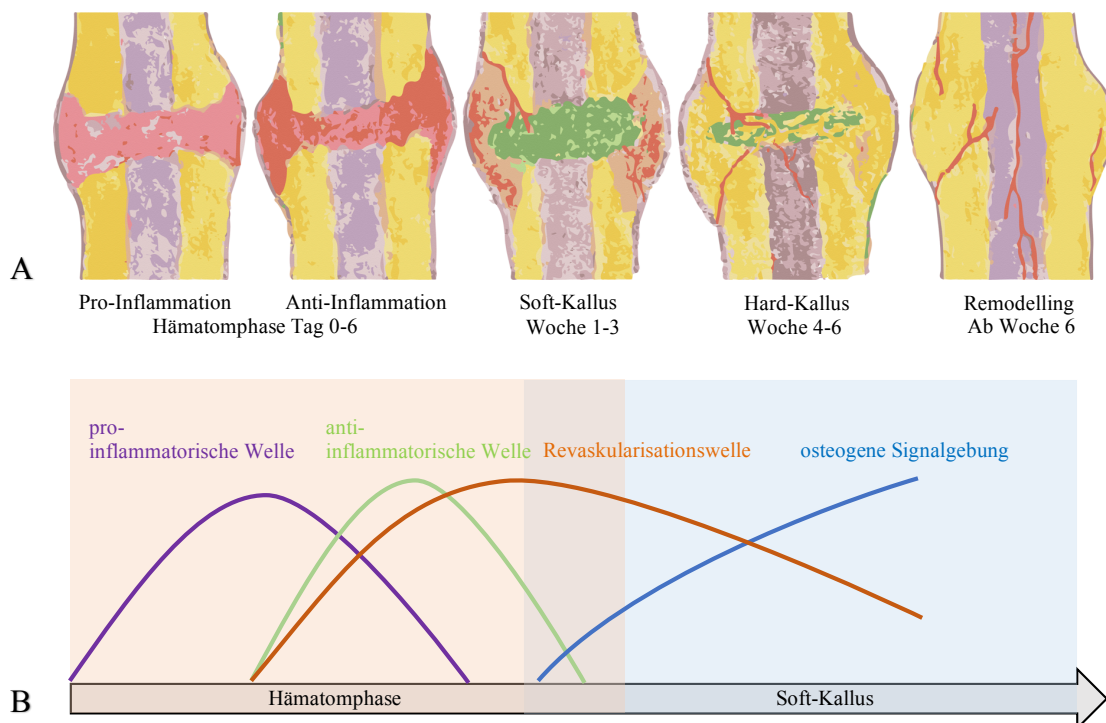 A
Pro-Inflammation
Anti-Inflammation
Hämatomphase Tag 0-6
Soft-Kallus
Woche 1-3
Hard-Kallus
Woche 4-6
Remodelling
Ab Woche 6
pro-
inflammatorische Welle
anti-
inflammatorische Welle
Revaskularisationswelle
osteogene Signalgebung
B
Hämatomphase
Soft-Kallus